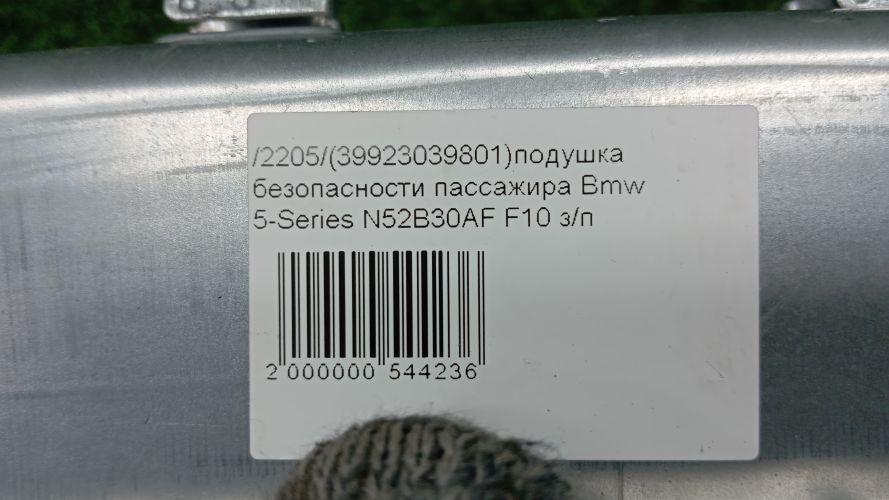 /2205/(39923039801)подушка
безопасности пассажира Bmw
5-Series N52B30AF F10 з/п
2 000000 544236